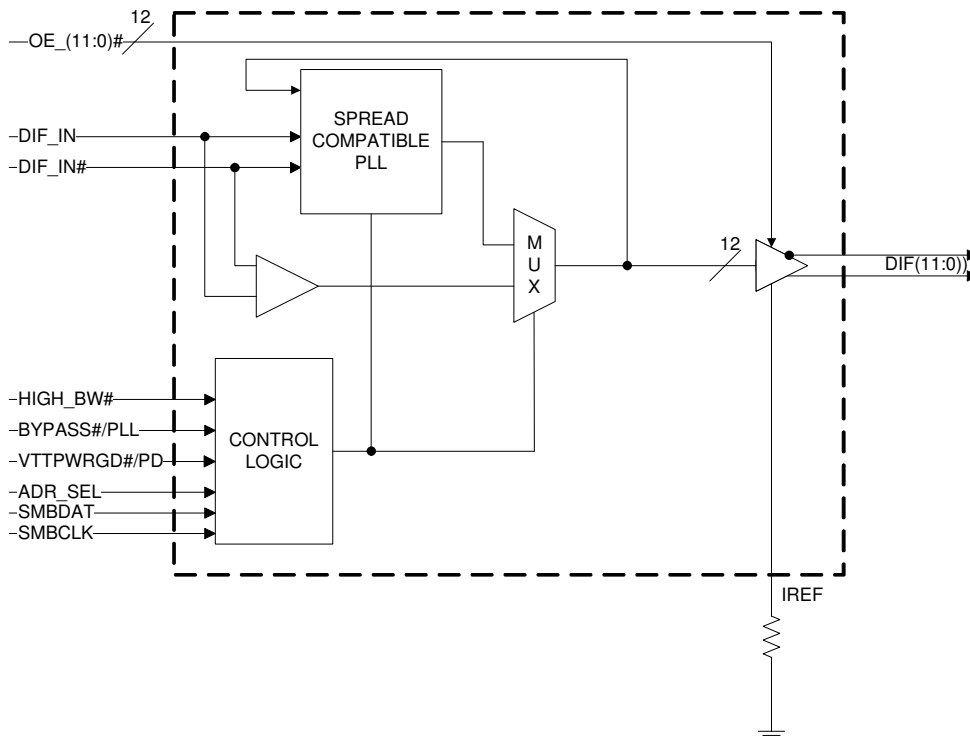 12
OE_(11:0)#
SPREAD
COMPATIBLE
PLL
DIF_IN
DIF_IN#
M
U
X
12
DIF(11:0))
HIGH_BW#
BYPASS#/PLL
VTTPWRGD#/PD
ADR_SEL
SMBDAT
SMBCLK
CONTROL
LOGIC
IREF